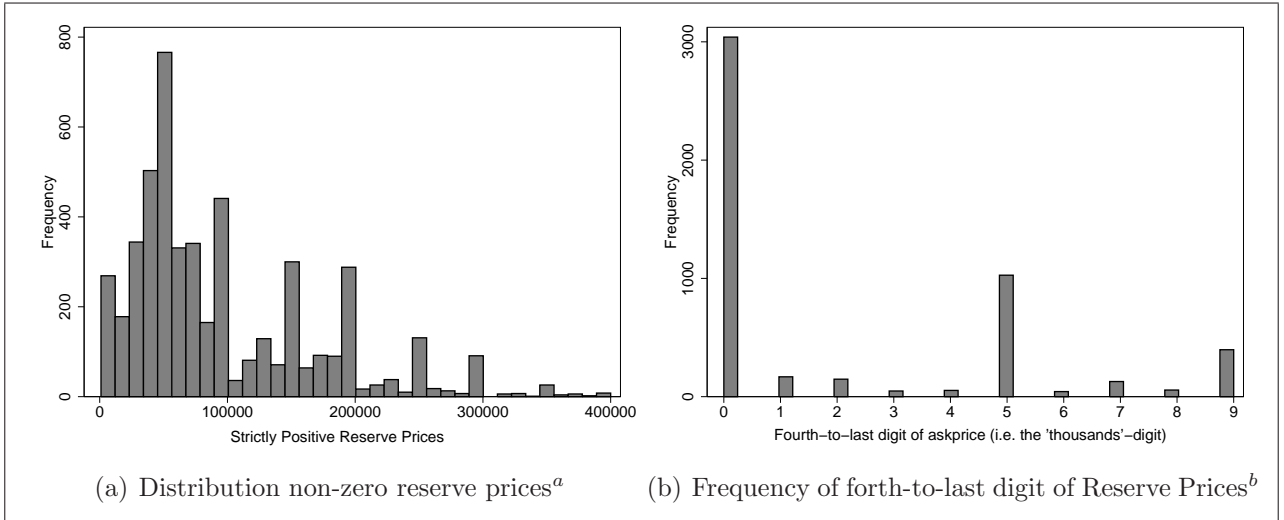 800
600
400
200
0
Frequency
0 100000 200000 300000 400000
Strictly Positive Reserve Prices
3000
2000
1000
0
Frequency
0 1 2 3 4 5 6 7 8 9
Fourth−to−last digit of askprice (i.e. the 'thousands'−digit)
(a) Distribution non-zero reserve prices^a
(b) Frequency of forth-to-last digit of Reserve Prices^b